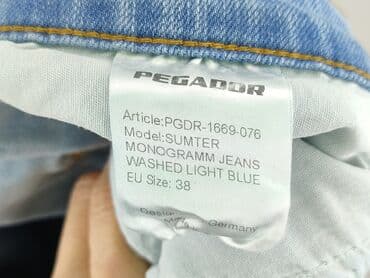 PEGADOR
Article:PGDR-1669-076
Model:SUMTER
MONOGRAMM JEANS
WASHED LIGHT BLUE
EU Size: 38
Germany